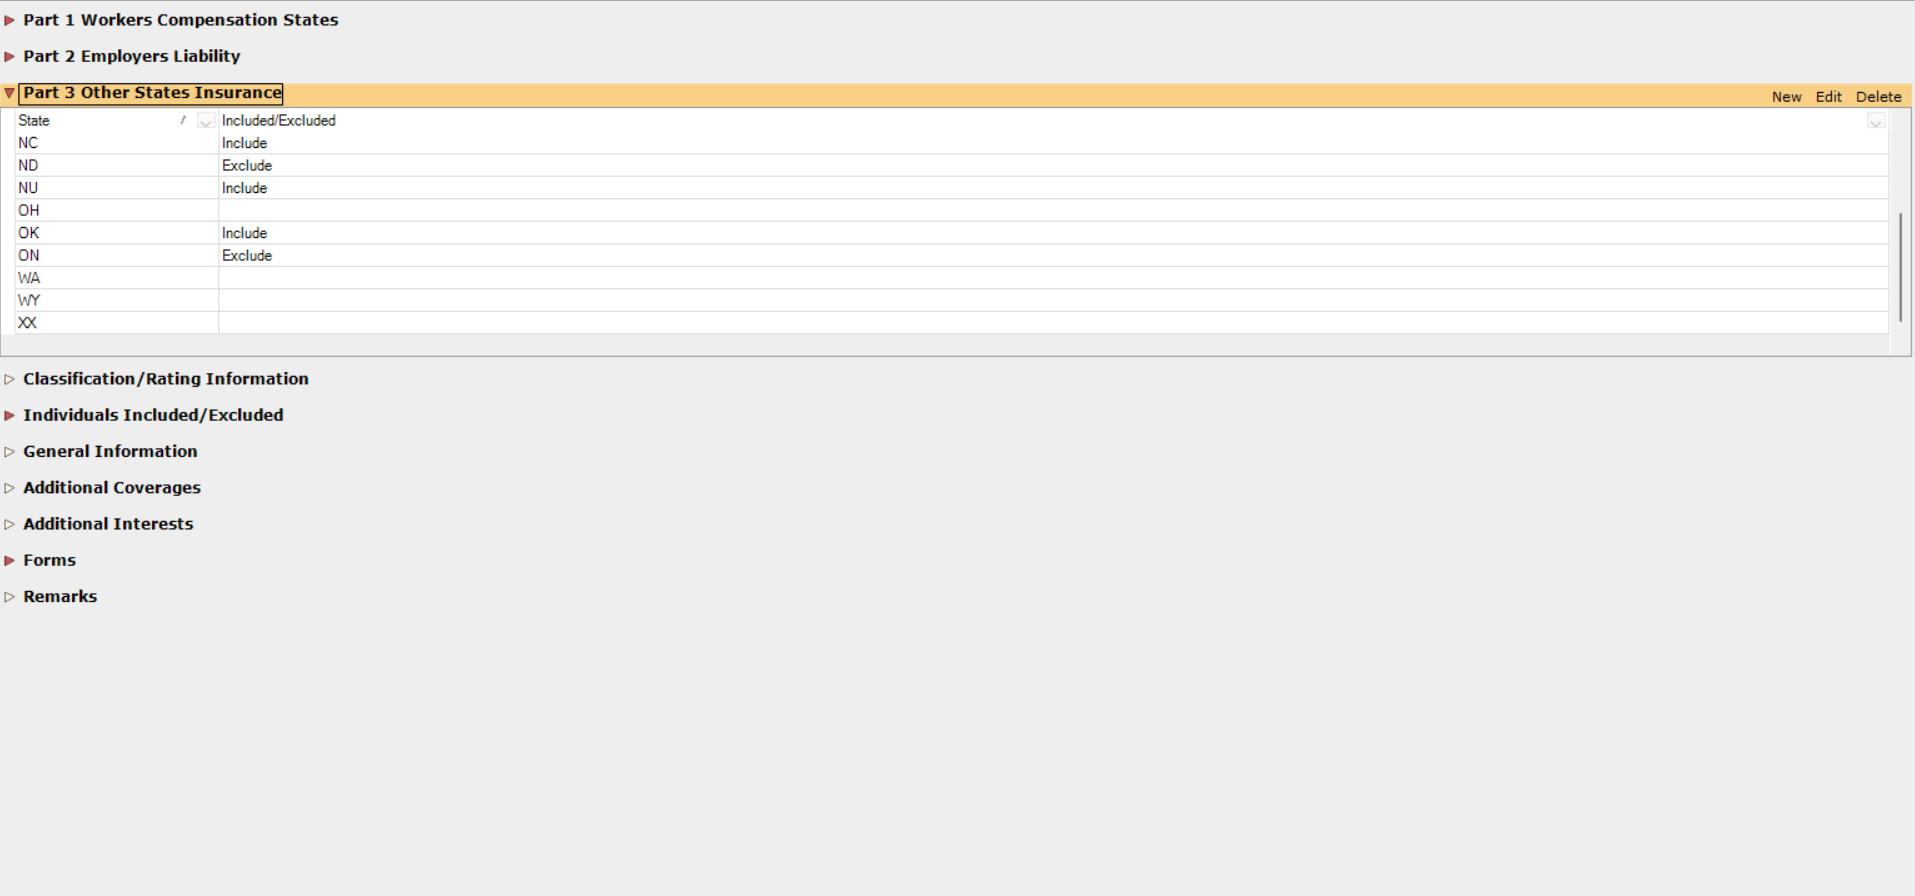 Part 1 Workers Compensation States
Part 2 Employers Liability
Part 3 Other States Insurance New Edit Delete
State / Included/Excluded
NC Include
ND Exclude
NU Include
OH
OK Include
ON Exclude
WA
WY
XX
Classification/Rating Information
Individuals Included/Excluded
General Information
Additional Coverages
Additional Interests
Forms
Remarks